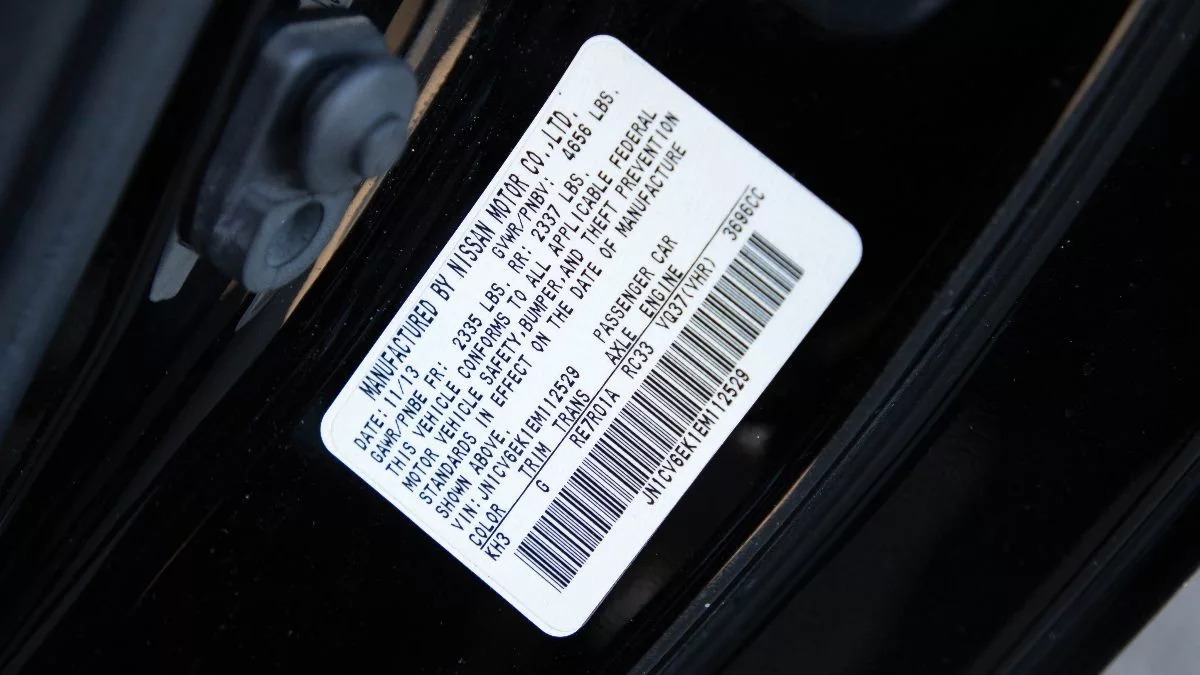 MANUFACTURED BY NISSAN MOTOR CO.,LTD.
DATE: 11/13 GVWR/PNBV: 4656 LBS.
GAWR/PNBE FR: 2335 LBS. RR: 2337 LBS.
THIS VEHICLE CONFORMS TO ALL APPLICABLE FEDERAL
MOTOR VEHICLE SAFETY,BUMPER,AND THEFT PREVENTION
STANDARDS IN EFFECT ON THE DATE OF MANUFACTURE
SHOWN ABOVE.
VIN:JN1CV6EK1EM112529 PASSENGER CAR
COLOR TRIM TRANS AXLE ENGINE
KH3 G RE7R01A RC33 VQ37(VHR) 3696CC
JN1CV6EK1EM112529